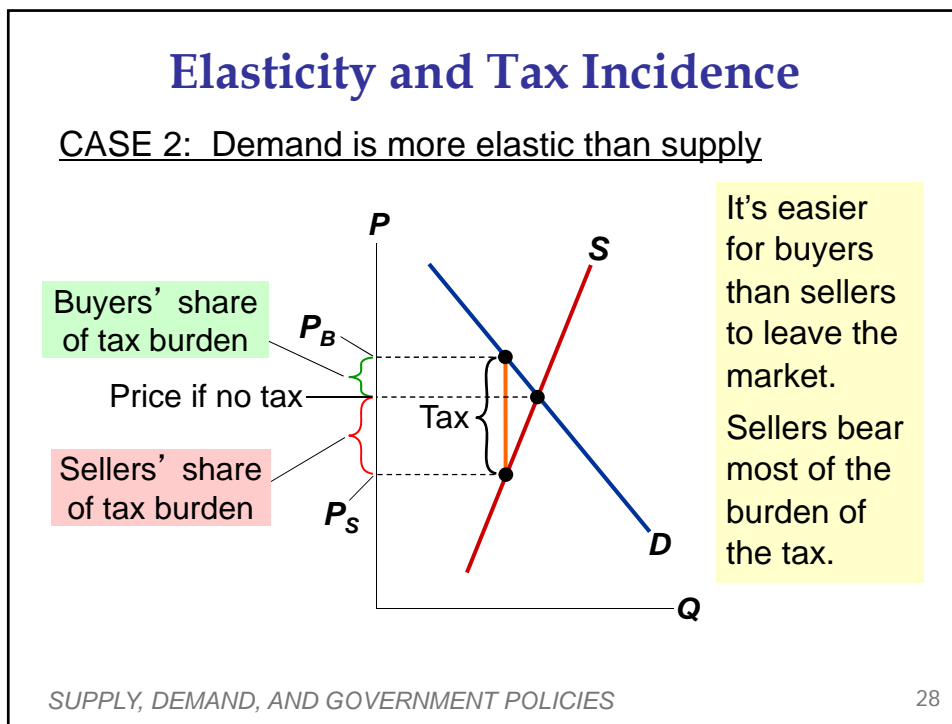 Elasticity and Tax Incidence
CASE 2:  Demand is more elastic than supply
P
S
Buyers’ share
of tax burden
P_B
Price if no tax
Tax
Sellers’ share
of tax burden
P_S
D
Q
It's easier
for buyers
than sellers
to leave the
market.
Sellers bear
most of the
burden of
the tax.
SUPPLY, DEMAND, AND GOVERNMENT POLICIES
28